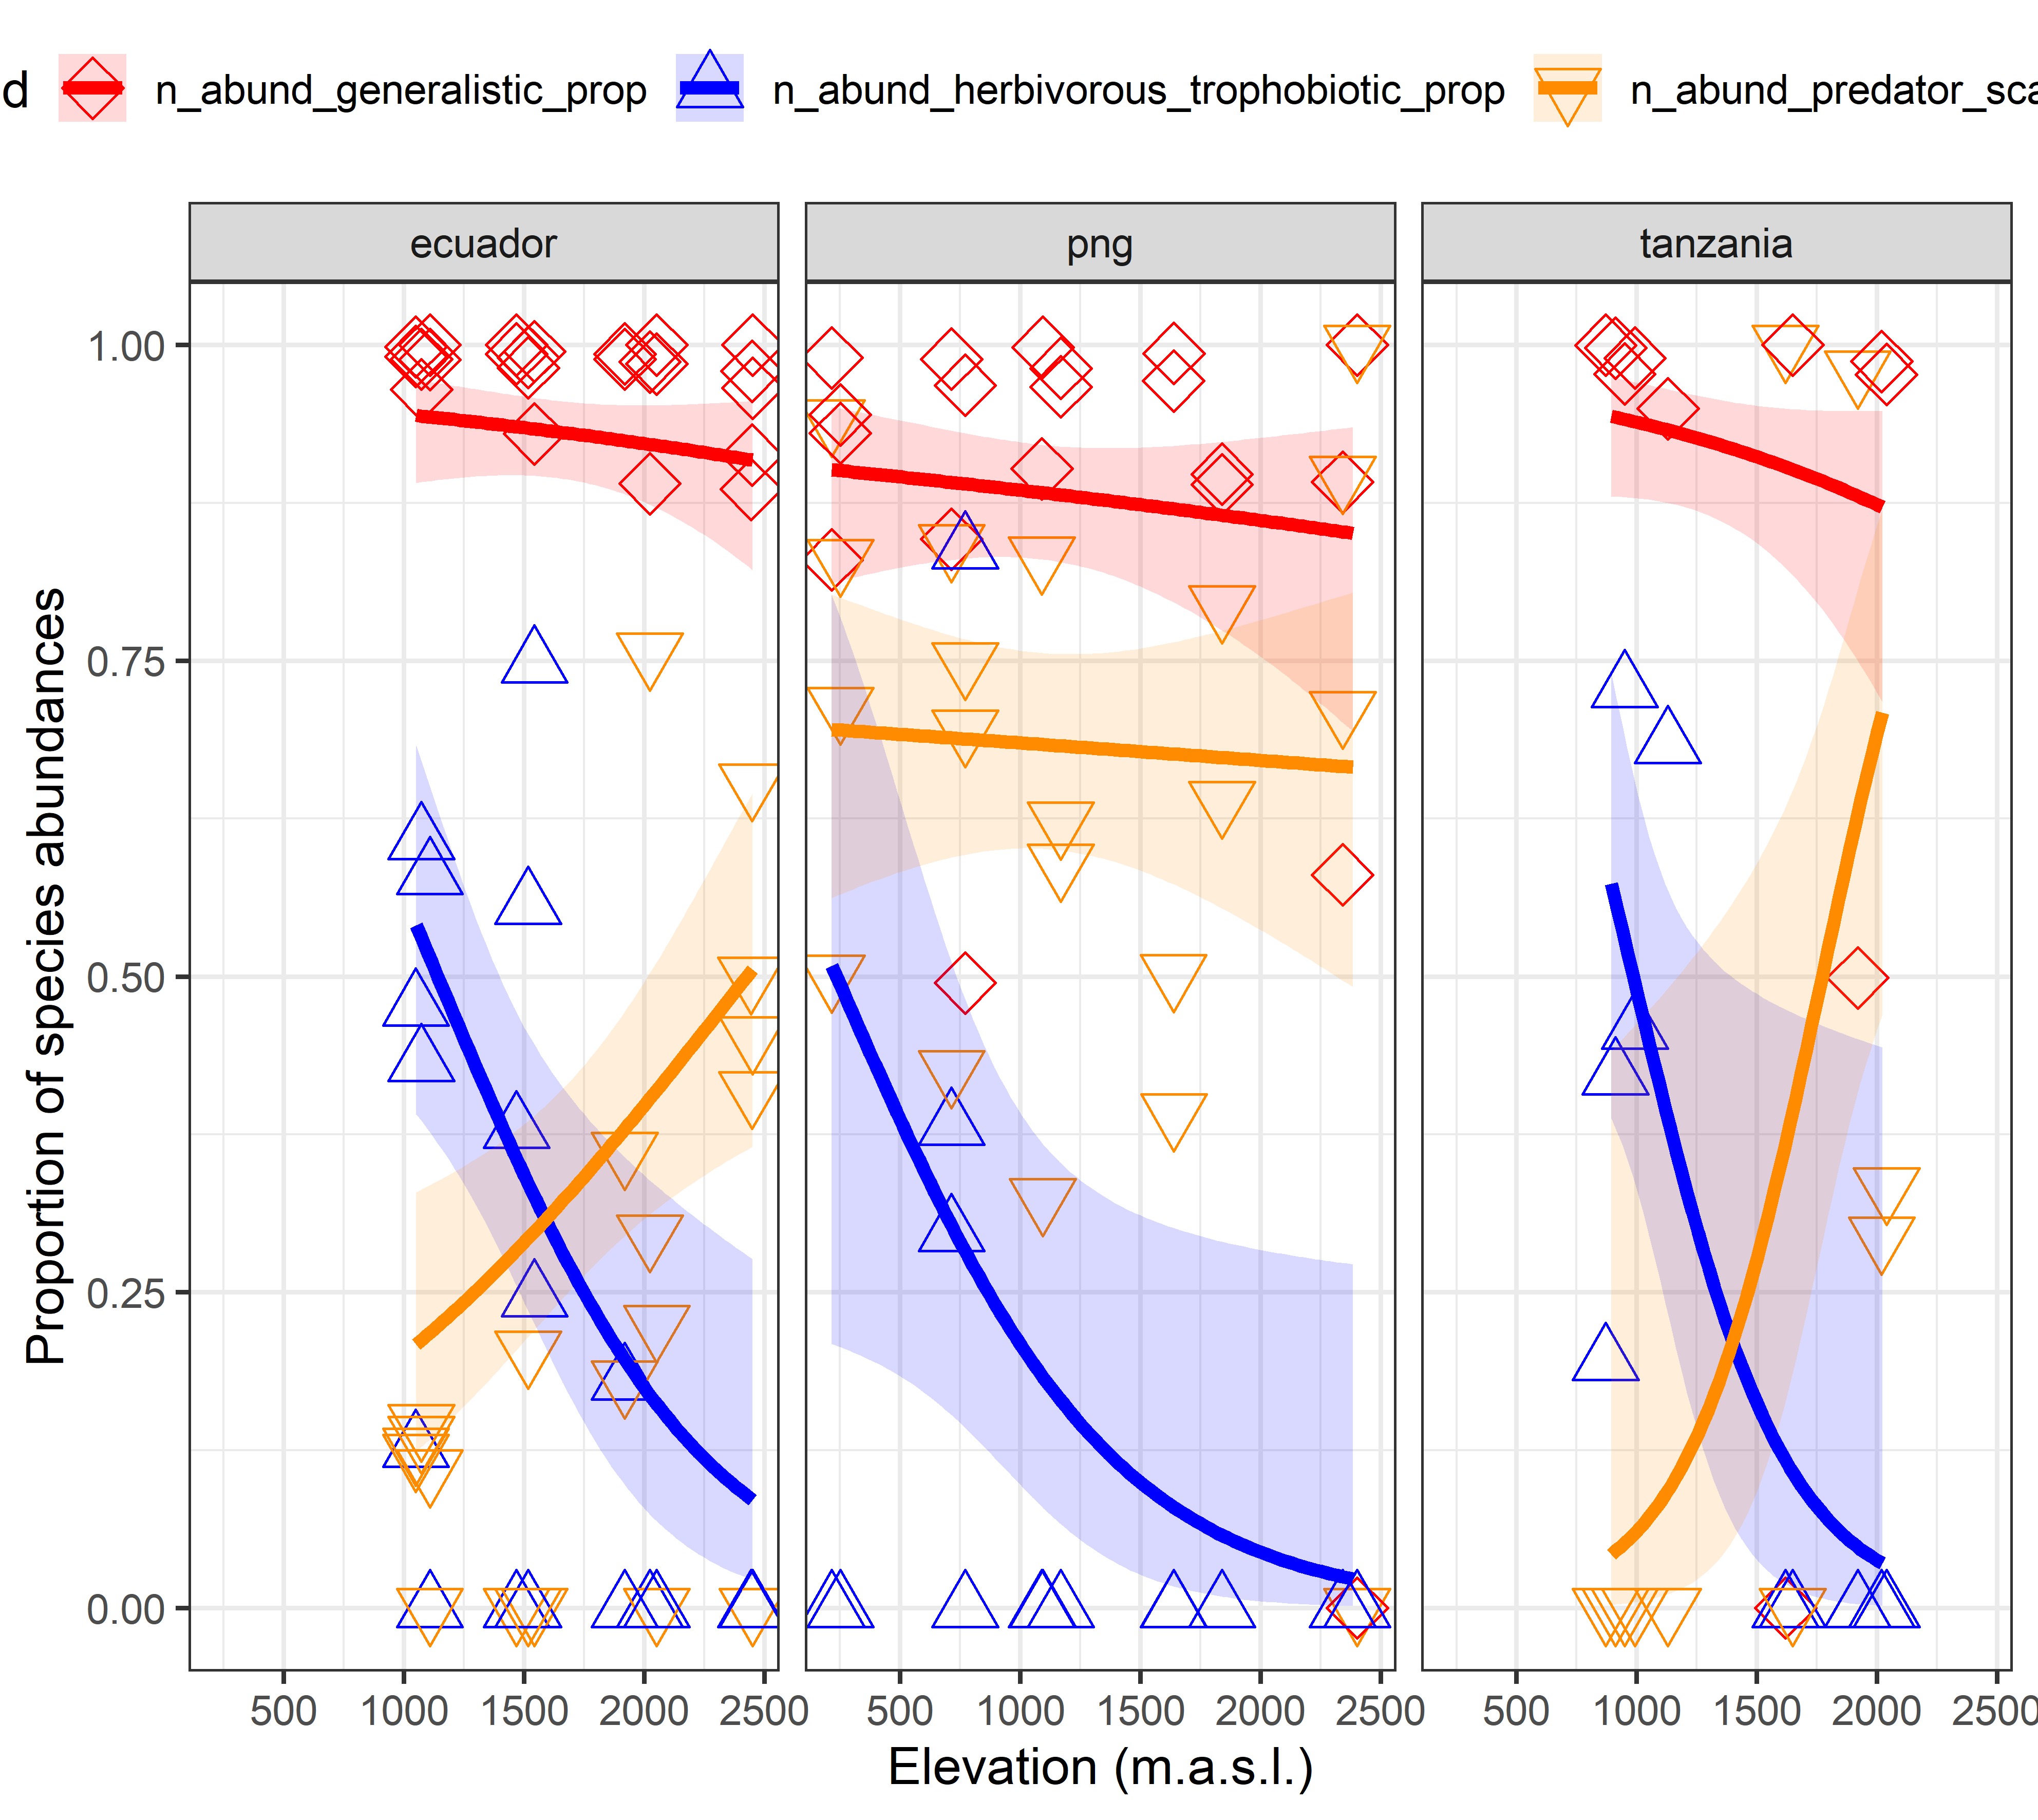 d n_abund_generalistic_prop n_abund_herbivorous_trophobiotic_prop n_abund_predator_sca
ecuador png tanzania
Proportion of species abundances
1.00
0.75
0.50
0.25
0.00
500 1000 1500 2000 2500 500 1000 1500 2000 2500 500 1000 1500 2000 2500
Elevation (m.a.s.l.)